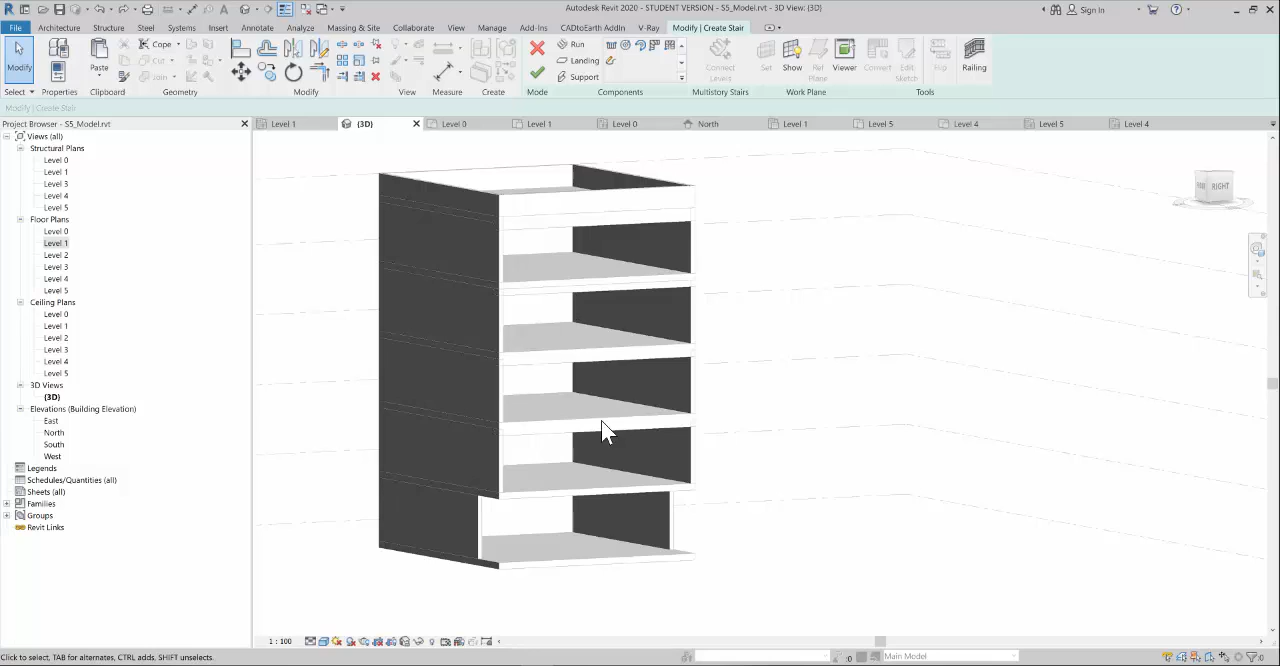 Autodesk Revit 2020 - STUDENT VERSION - S5_Model.rvt - 3D View: {3D}
Sign In
File Architecture Structure Steel Systems Insert Annotate Analyze Massing & Site Collaborate View Manage Add-Ins CADtoEarth AddIn V-Ray Modify | Create Stair
Modify
Paste
Cope
Cut
Join
Run
Landing
Support
Connect Levels
Set
Show
Ref Plane
Viewer
Convert
Edit Sketch
Flip
Railing
Select Properties Clipboard Geometry Modify View Measure Create Mode Components Multistory Stairs Work Plane Tools
Modify | Create Stair
Project Browser - S5_Model.rvt
Level 1 {3D} Level 0 Level 1 Level 0 North Level 1 Level 5 Level 4 Level 5 Level 4
Views (all)
Structural Plans
Level 0
Level 1
Level 3
Level 4
Level 5
Floor Plans
Level 0
Level 1
Level 2
Level 3
Level 4
Level 5
Ceiling Plans
Level 0
Level 1
Level 2
Level 3
Level 4
Level 5
3D Views
{3D}
Elevations (Building Elevation)
East
North
South
West
Legends
Schedules/Quantities (all)
Sheets (all)
Families
Groups
Revit Links
RIGHT
1 : 100
Click to select, TAB for alternates, CTRL adds, SHIFT unselects.
:0
Main Model
:0